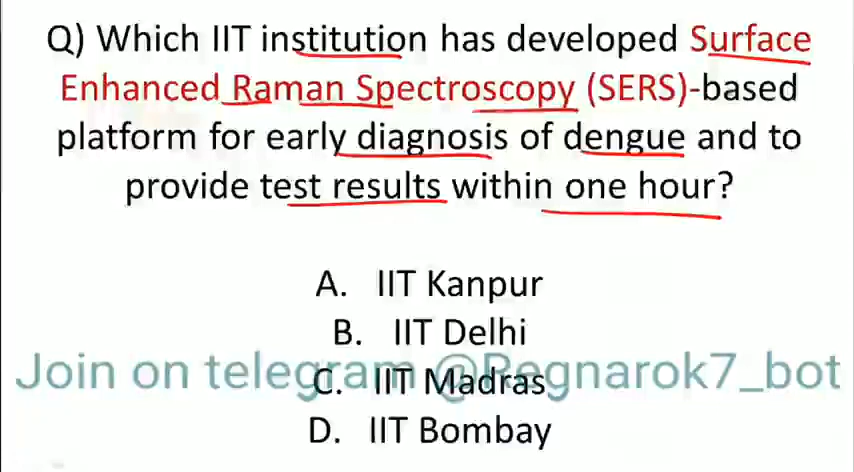 Q) Which IIT institution has developed Surface
Enhanced Raman Spectroscopy (SERS)-based
platform for early diagnosis of dengue and to
provide test results within one hour?
A. IIT Kanpur
B. IIT Delhi
Join on telegram @Regnarok7_bot
C. IIT Madras
D. IIT Bombay